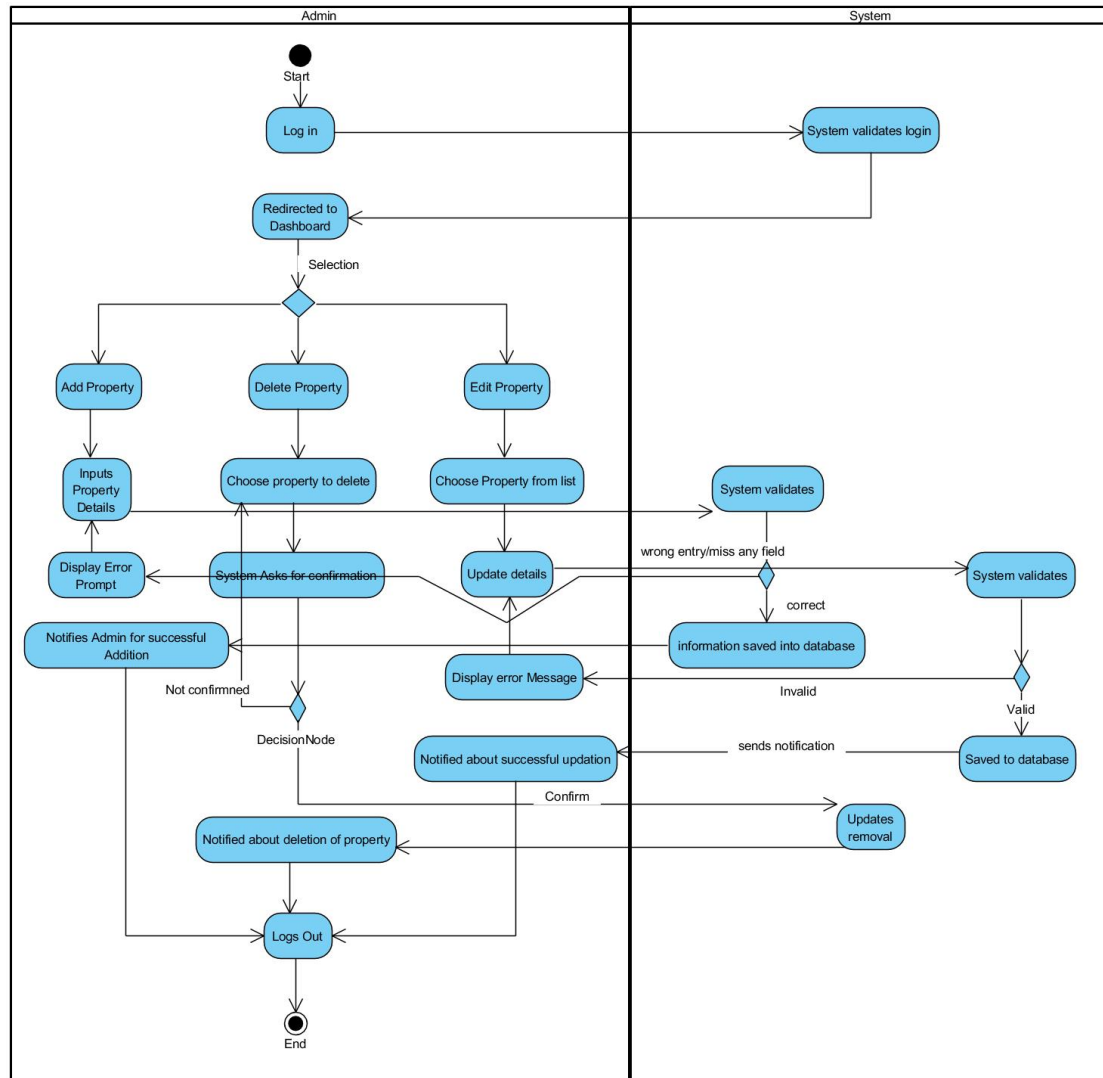 Admin
System
Start
Log in
System validates login
Redirected to
Dashboard
Selection
Add Property
Delete Property
Edit Property
Inputs
Property
Details
Choose property to delete
Choose Property from list
System validates
wrong entry/miss any field
Display Error
Prompt
System Asks for confirmation
Update details
System validates
correct
Notifies Admin for successful
Addition
information saved into database
Display error Message
Invalid
Not confirmned
Valid
DecisionNode
Notified about successful updation
sends notification
Saved to database
Confirm
Updates
removal
Notified about deletion of property
Logs Out
End